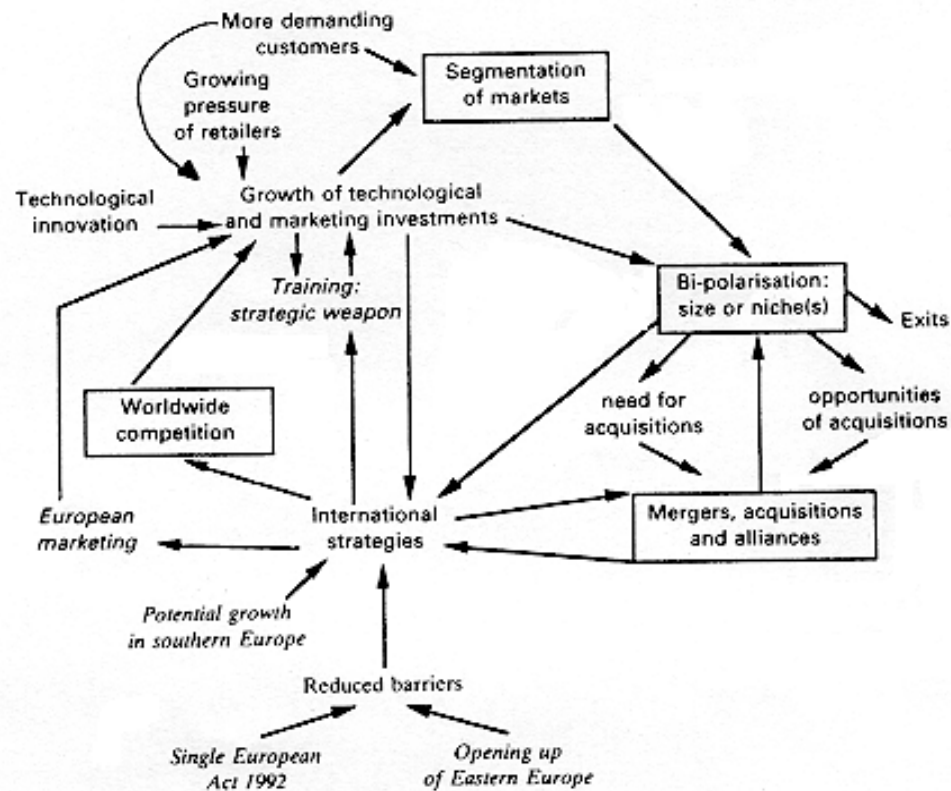 More demanding
customers
Segmentation
of markets
Growing
pressure
of retailers
Technological
innovation
Growth of technological
and marketing investments
Training:
strategic weapon
Bi-polarisation:
size or niche(s)
Exits
Worldwide
competition
need for
acquisitions
opportunities
of acquisitions
European
marketing
International
strategies
Mergers, acquisitions
and alliances
Potential growth
in southern Europe
Reduced barriers
Single European
Act 1992
Opening up
of Eastern Europe